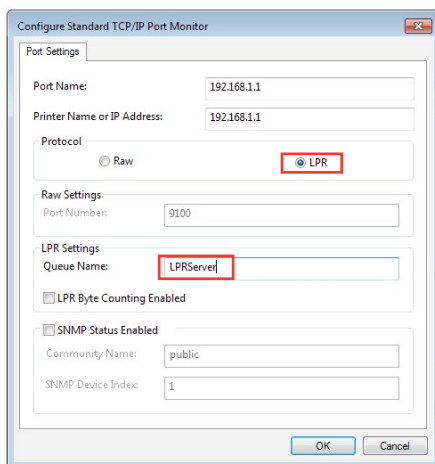 Configure Standard TCP/IP Port Monitor
Port Settings
Port Name: 192.168.1.1
Printer Name or IP Address: 192.168.1.1
Protocol
Raw LPR
Raw Settings
Port Number: 9100
LPR Settings
Queue Name: LPRServer
LPR Byte Counting Enabled
SNMP Status Enabled
Community Name: public
SNMP Device Index: 1
OK Cancel